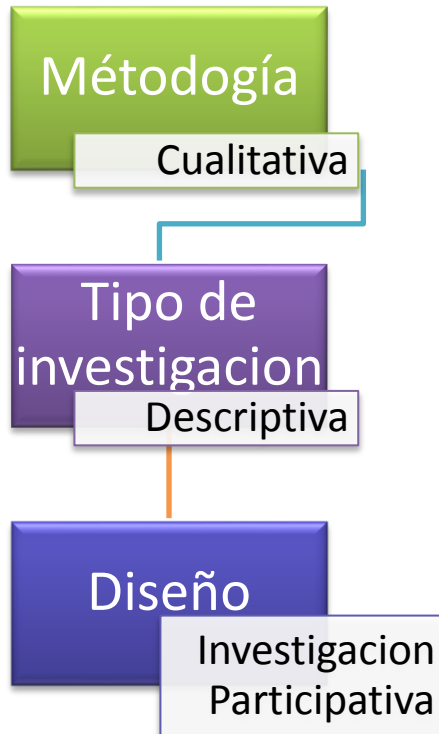 Métodogía
Cualitativa
Tipo de
investigacion
Descriptiva
Diseño
Investigacion
Participativa